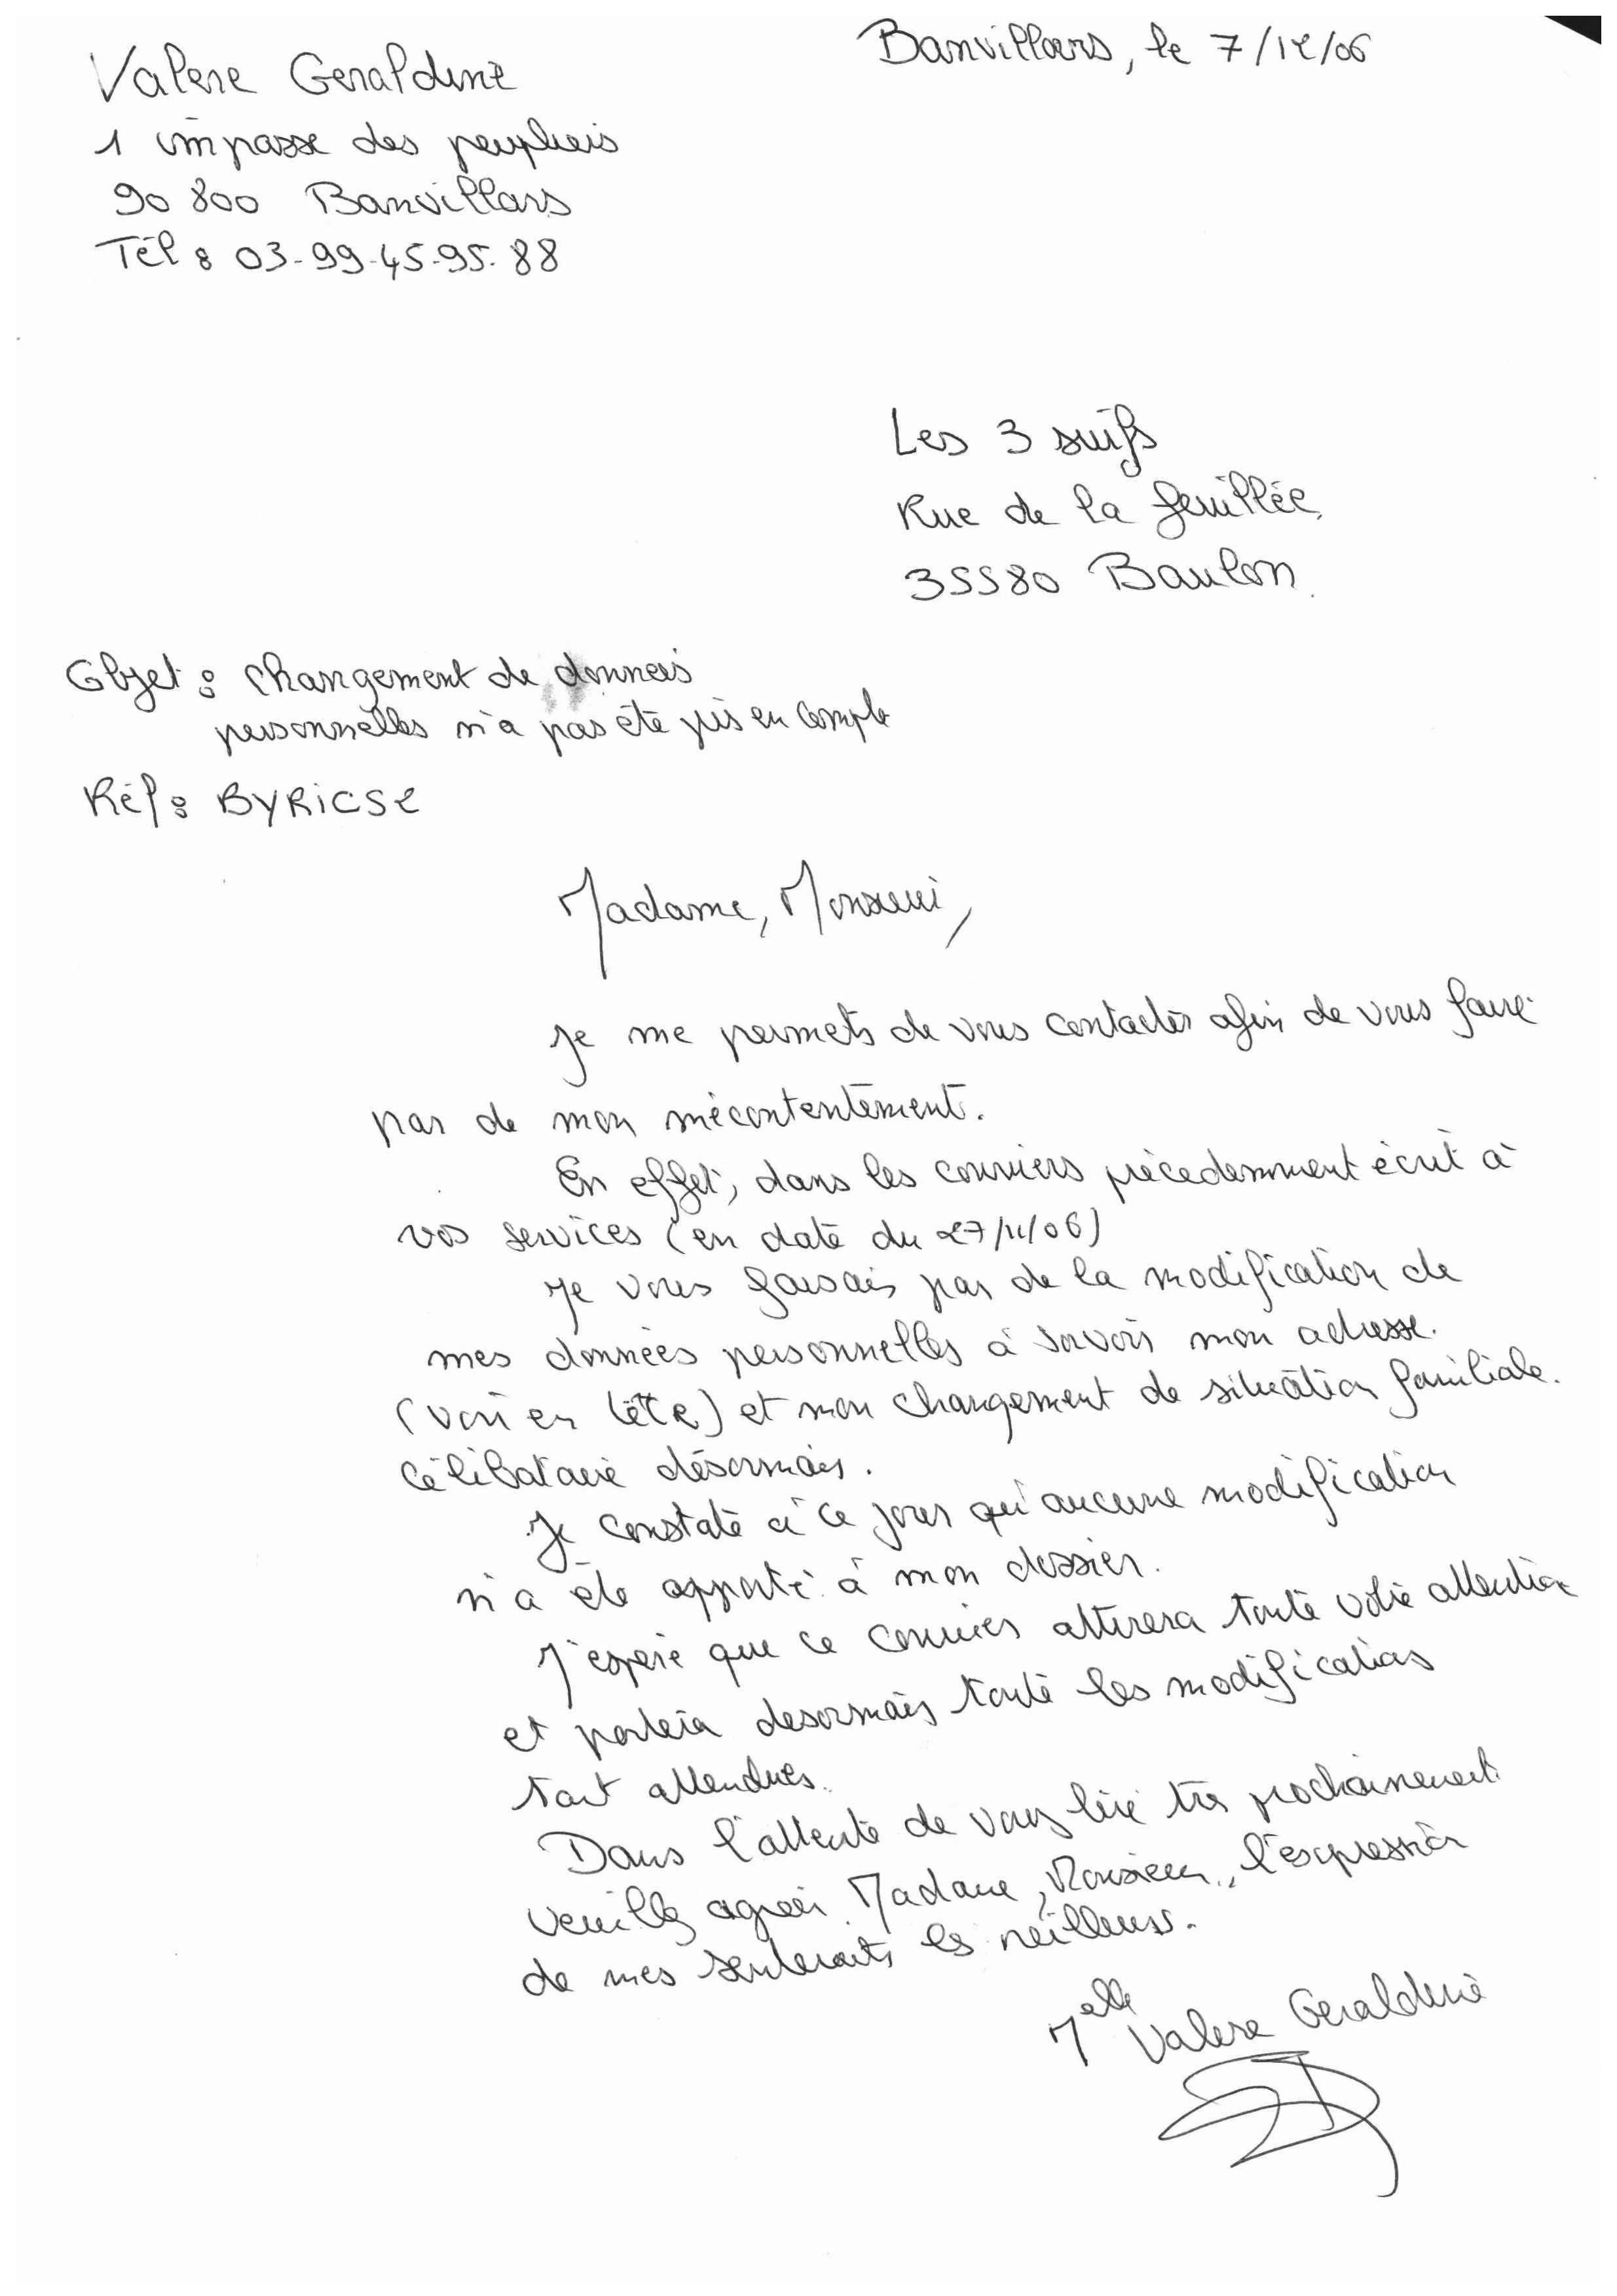 Valere Geraldine
Banvillars, le 7/12/06
1 impasse des peupliers
90 800 Banvillars
Tél : 03-99-45-95-88
Les 3 suifs
Rue de la feuillée
35580 Baulon
Objet : Changement de données
personnelles n'a pas été pris en compte
Réf : BYRICSE
Madame, Monsieur,
Je me permets de vous contacter afin de vous faire
par de mon mécontentement.
En effet, dans les courriers précedemment écrit à
vos services (en date du 27/11/06)
je vous faisais par de la modification de
mes données personnelles à savoir mon adresse.
(voir en tête) et mon changement de situation familiale.
célibataire désormais.
Je constate à ce jour qu'aucune modification
n'a été apporté à mon dossier.
J'espère que ce courrier attirera toute votre attention
et portera desormais toute les modifications
tant attendues.
Dans l'attente de vous lire très prochainement
veuillez agréer Madame, Monsieur, l'expression
de mes sentiments les meilleurs.
Melle Valere Geraldine